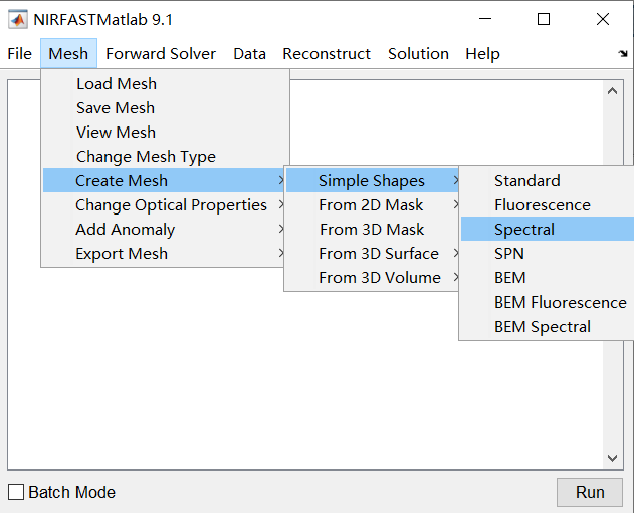 NIRFASTMatlab 9.1
File Mesh Forward Solver Data Reconstruct Solution Help
Load Mesh
Save Mesh
View Mesh
Change Mesh Type
Create Mesh
Change Optical Properties
Add Anomaly
Export Mesh
Simple Shapes
From 2D Mask
From 3D Mask
From 3D Surface
From 3D Volume
Standard
Fluorescence
Spectral
SPN
BEM
BEM Fluorescence
BEM Spectral
Batch Mode Run